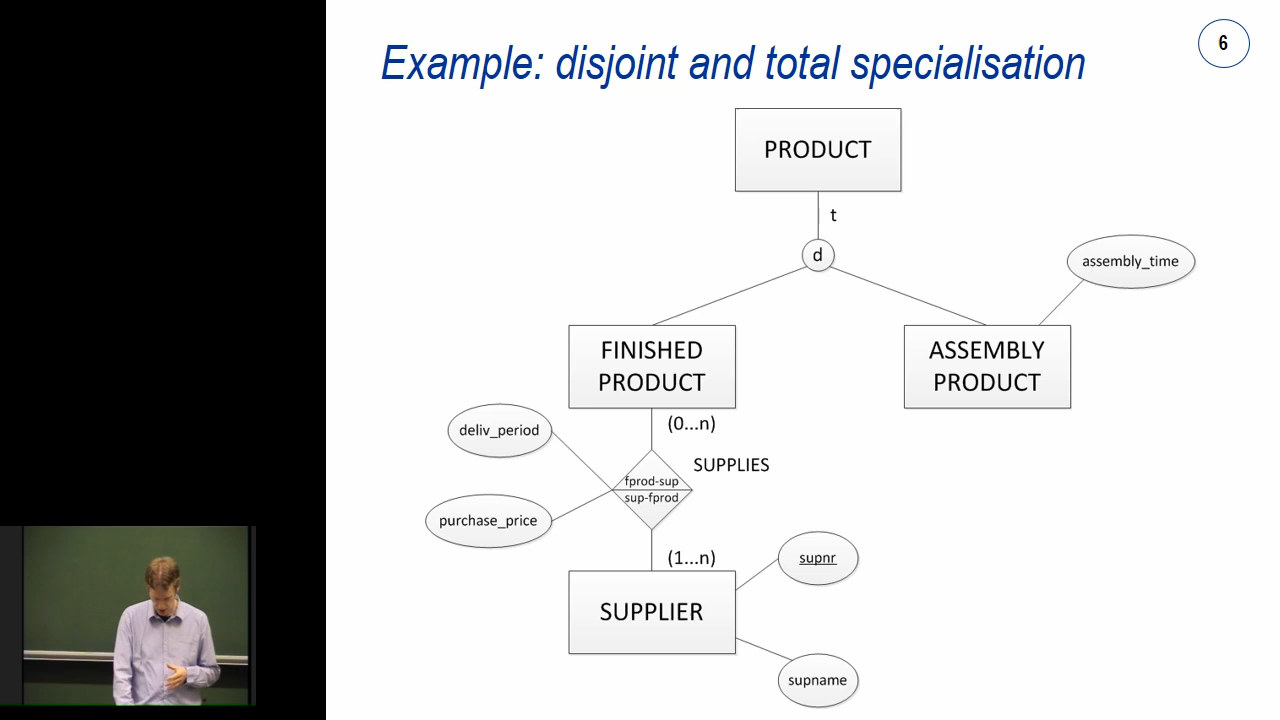 Example: disjoint and total specialisation
6
PRODUCT
t
d
assembly_time
FINISHED
PRODUCT
ASSEMBLY
PRODUCT
(0...n)
deliv_period
SUPPLIES
fprod-sup
sup-fprod
purchase_price
(1...n)
supnr
SUPPLIER
supname